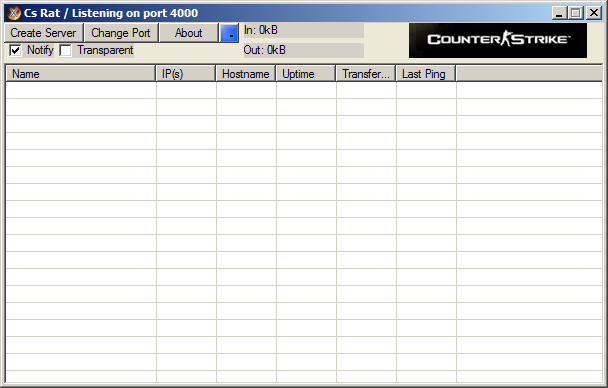 Cs Rat / Listening on port 4000
Create Server Change Port About - In: 0kB
Notify Transparent Out: 0kB
COUNTER STRIKE
Name IP(s) Hostname Uptime Transfer... Last Ping